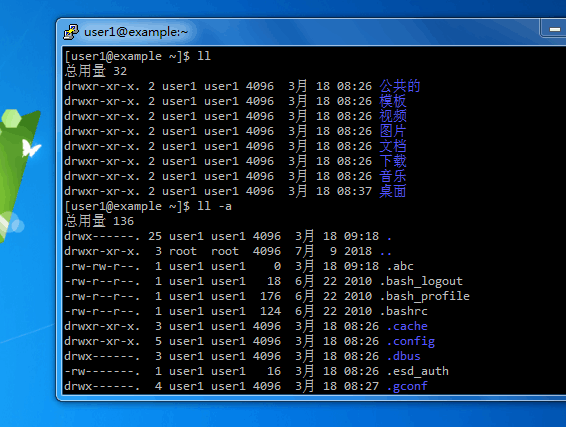 user1@example:~
[user1@example ~]$ ll
总用量 32
drwxr-xr-x. 2 user1 user1 4096 3月 18 08:26 公共的
drwxr-xr-x. 2 user1 user1 4096 3月 18 08:26 模板
drwxr-xr-x. 2 user1 user1 4096 3月 18 08:26 视频
drwxr-xr-x. 2 user1 user1 4096 3月 18 08:26 图片
drwxr-xr-x. 2 user1 user1 4096 3月 18 08:26 文档
drwxr-xr-x. 2 user1 user1 4096 3月 18 08:26 下载
drwxr-xr-x. 2 user1 user1 4096 3月 18 08:26 音乐
drwxr-xr-x. 2 user1 user1 4096 3月 18 08:37 桌面
[user1@example ~]$ ll -a
总用量 136
drwx------. 25 user1 user1 4096 3月 18 09:18 .
drwxr-xr-x. 3 root root 4096 7月 9 2018 ..
-rw-rw-r--. 1 user1 user1 0 3月 18 09:18 .abc
-rw-r--r--. 1 user1 user1 18 6月 22 2010 .bash_logout
-rw-r--r--. 1 user1 user1 176 6月 22 2010 .bash_profile
-rw-r--r--. 1 user1 user1 124 6月 22 2010 .bashrc
drwxr-xr-x. 3 user1 user1 4096 3月 18 08:26 .cache
drwxr-xr-x. 5 user1 user1 4096 3月 18 08:26 .config
drwx------. 3 user1 user1 4096 3月 18 08:26 .dbus
-rw-------. 1 user1 user1 16 3月 18 08:26 .esd_auth
drwx------. 4 user1 user1 4096 3月 18 08:27 .gconf